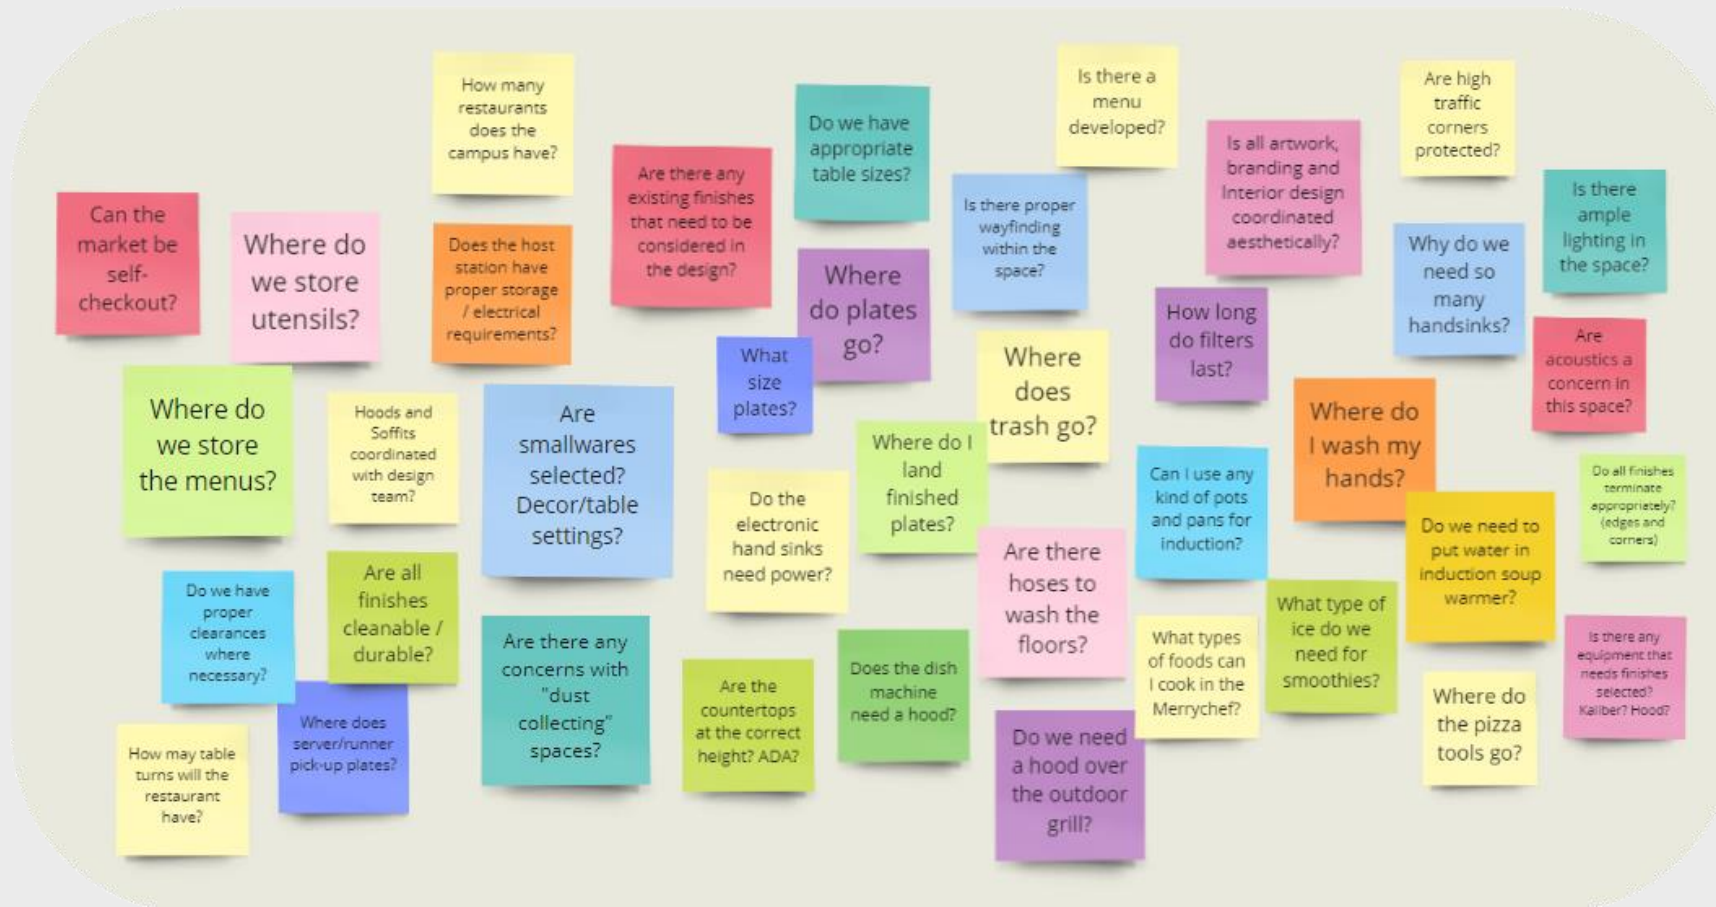 How many
restaurants
does the
campus have?
Is there a
menu
developed?
Are high
traffic
corners
protected?
Do we have
appropriate
table sizes?
Is all artwork,
branding and
Interior design
coordinated
aesthetically?
Are there any
existing finishes
that need to be
considered in
the design?
Is there
ample
lighting in
the space?
Can the
market be
self-
checkout?
Where do
we store
utensils?
Does the host
station have
proper storage
/ electrical
requirements?
Is there proper
wayfinding
within the
space?
Why do we
need so
many
handsinks?
Where
do plates
go?
How long
do filters
last?
Are
acoustics a
concern in
this space?
What
size
plates?
Where
does
trash go?
Where do
we store
the menus?
Hoods and
Soffits
coordinated
with design
team?
Are
smallwares
selected?
Decor/table
settings?
Where do I
land
finished
plates?
Where do
I wash my
hands?
Can I use any
kind of pots
and pans for
induction?
Do all finishes
terminate
appropriately?
(edges and
corners)
Do the
electronic
hand sinks
need power?
Do we need to
put water in
induction soup
warmer?
Are there
hoses to
wash the
floors?
Do we have
proper
clearances
where
necessary?
Are all
finishes
cleanable /
durable?
What type of
ice do we
need for
smoothies?
Are there any
concerns with
"dust
collecting"
spaces?
What types
of foods can
I cook in the
Merrychef?
Is there any
equipment that
needs finishes
selected?
Kaliber? Hood?
Does the dish
machine
need a hood?
Are the
countertops
at the correct
height? ADA?
Where do
the pizza
tools go?
Where does
server/runner
pick-up plates?
How may table
turns will the
restaurant
have?
Do we need
a hood over
the outdoor
grill?